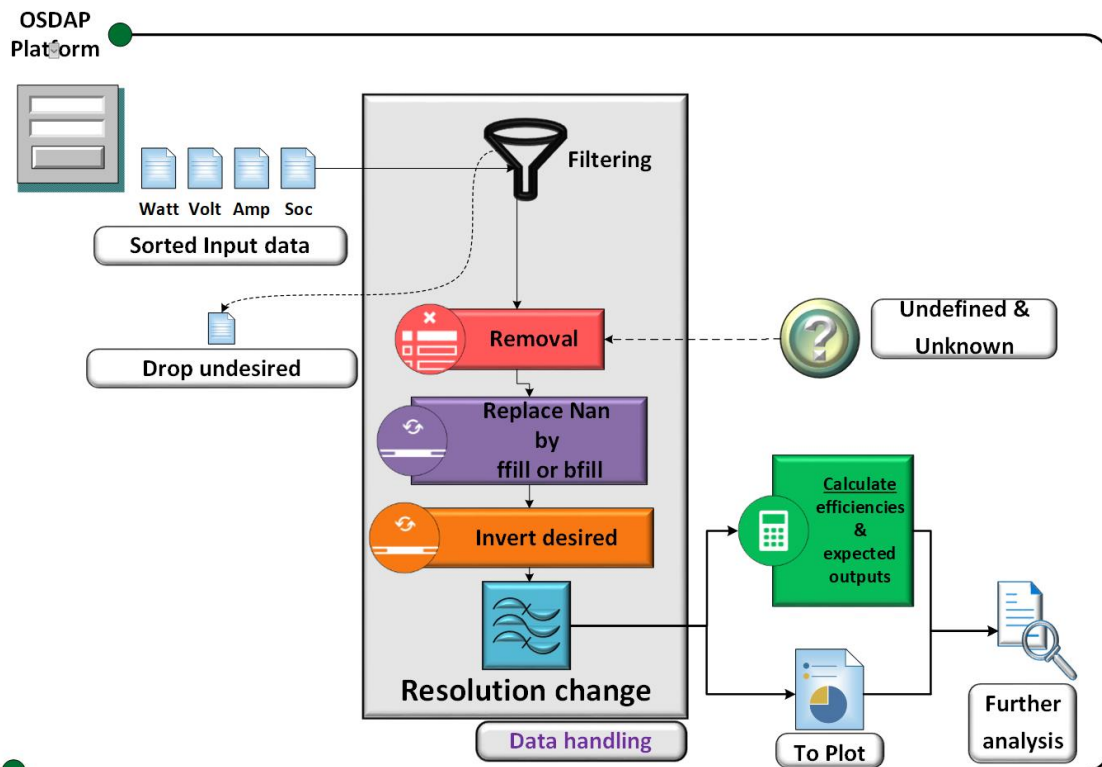 OSDAP
Platform
Filtering
Watt Volt Amp Soc
Sorted Input data
Drop undesired
Removal
Undefined &
Unknown
Replace Nan
by
ffill or bfill
Invert desired
Resolution change
Data handling
Calculate
efficiencies
&
expected
outputs
To Plot
Further
analysis